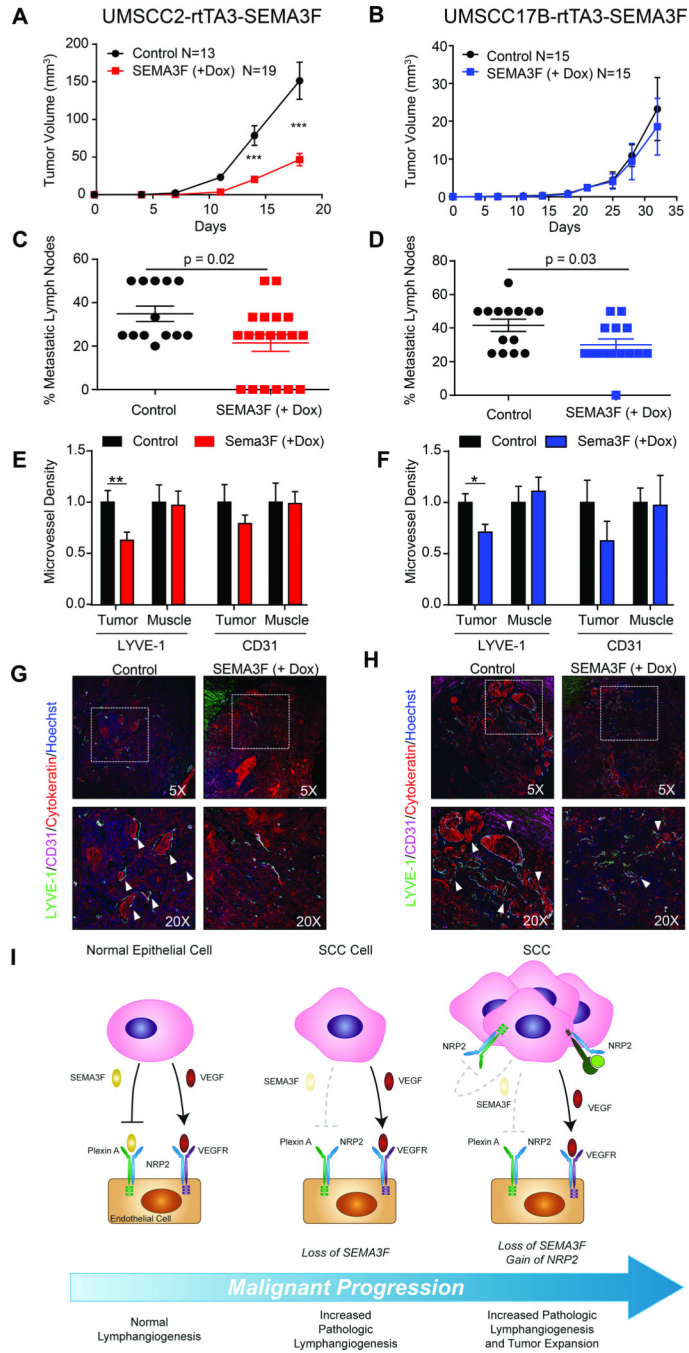 A
UMSCC2-rtTA3-SEMA3F
Tumor Volume (mm³)
200
150
100
50
0
Control N=13
SEMA3F (+Dox) N=19
***
***
0
5
10
15
20
Days
B
UMSCC17B-rtTA3-SEMA3F
Tumor Volume (mm³)
60
40
20
0
Control N=15
SEMA3F (+ Dox) N=15
0
5
10
15
20
25
30
35
Days
C
% Metastatic Lymph Nodes
60
40
20
0
p = 0.02
Control
SEMA3F (+ Dox)
D
% Metastatic Lymph Nodes
80
60
40
20
0
p = 0.03
Control
SEMA3F (+ Dox)
E
Control
Sema3F (+Dox)
Microvessel Density
1.5
1.0
0.5
0.0
**
Tumor
Muscle
Tumor
Muscle
LYVE-1
CD31
F
Control
Sema3F (+Dox)
Microvessel Density
1.5
1.0
0.5
0.0
*
Tumor
Muscle
Tumor
Muscle
LYVE-1
CD31
G
Control
SEMA3F (+ Dox)
LYVE-1/CD31/Cytokeratin/Hoechst
5X
5X
20X
20X
H
Control
SEMA3F (+ Dox)
LYVE-1/CD31/Cytokeratin/Hoechst
5X
5X
20X
20X
I
Normal Epithelial Cell
SCC Cell
SCC
SEMA3F
VEGF
Plexin A
NRP2
VEGFR
Endothelial Cell
SEMA3F
VEGF
Plexin A
NRP2
VEGFR
NRP2
NRP2
SEMA3F
VEGF
Plexin A
NRP2
VEGFR
Loss of SEMA3F
Loss of SEMA3F
Gain of NRP2
Malignant Progression
Normal
Lymphangiogenesis
Increased
Pathologic
Lymphangiogenesis
Increased Pathologic
Lymphangiogenesis
and Tumor Expansion